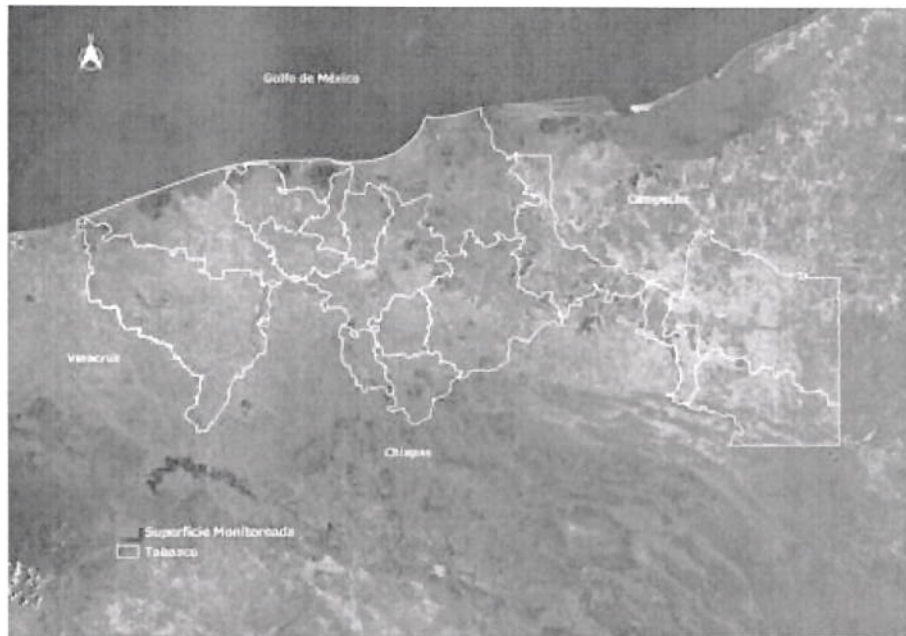 N
Golfo de México
Campeche
Veracruz
Chiapas
Superficie Monitoreada
Tabasco